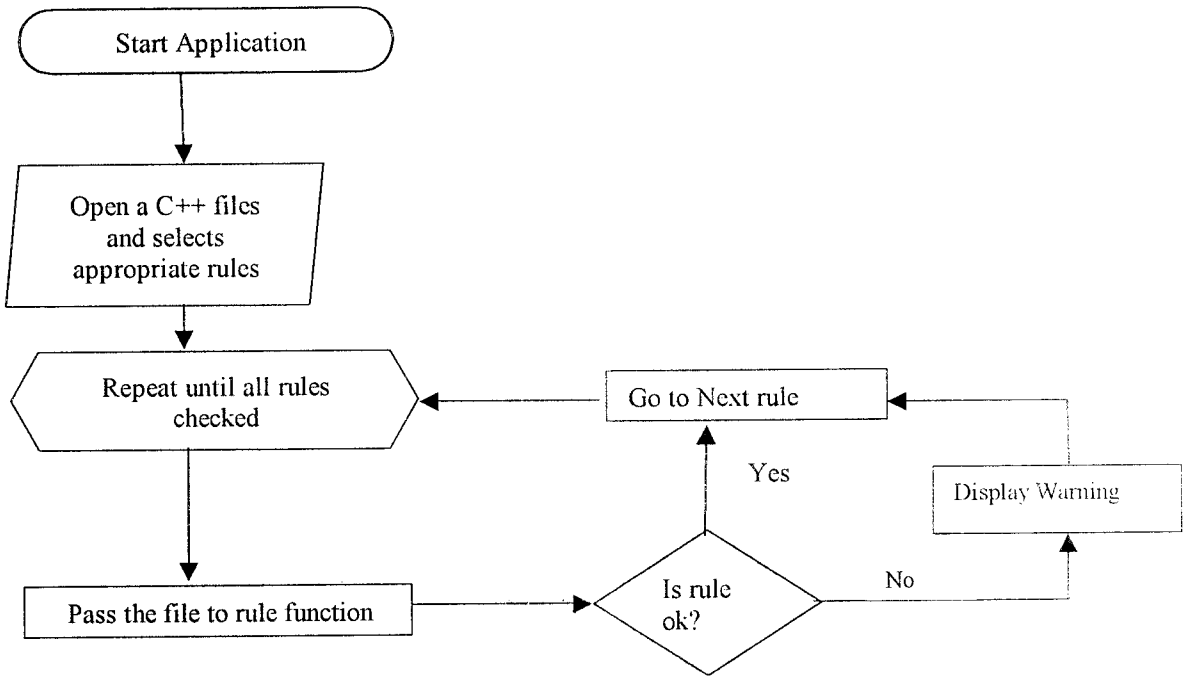 Start Application
Open a C++ files
and selects
appropriate rules
Repeat until all rules
checked
Go to Next rule
Yes
Display Warning
Pass the file to rule function
Is rule
ok?
No